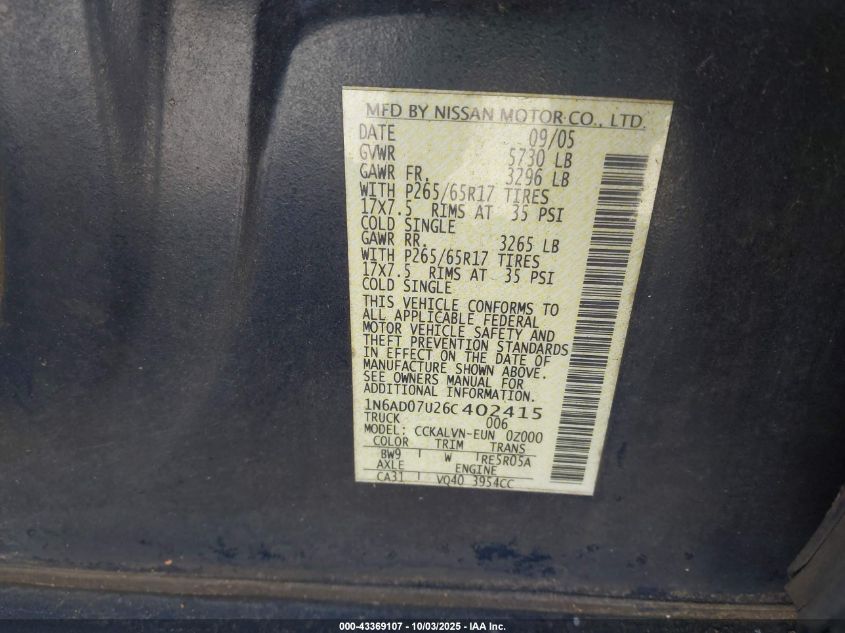 MFD BY NISSAN MOTOR CO., LTD.
DATE 09/05
GVWR 5730 LB
GAWR FR. 3296 LB
WITH P265/65R17 TIRES
17X7.5 RIMS AT 35 PSI
COLD SINGLE
GAWR RR. 3265 LB
WITH P265/65R17 TIRES
17X7.5 RIMS AT 35 PSI
COLD SINGLE
THIS VEHICLE CONFORMS TO
ALL APPLICABLE FEDERAL
MOTOR VEHICLE SAFETY AND
THEFT PREVENTION STANDARDS
IN EFFECT ON THE DATE OF
MANUFACTURE SHOWN ABOVE.
SEE OWNERS MANUAL FOR
ADDITIONAL INFORMATION.
1N6AD07U26C402415
TRUCK 006
MODEL: CCKALVN-EUN 0Z000
COLOR TRIM TRANS
BW9 W RE5R05A
AXLE ENGINE
CA31 VQ40 3954CC
000-43369107 - 10/03/2025 - IAA Inc.